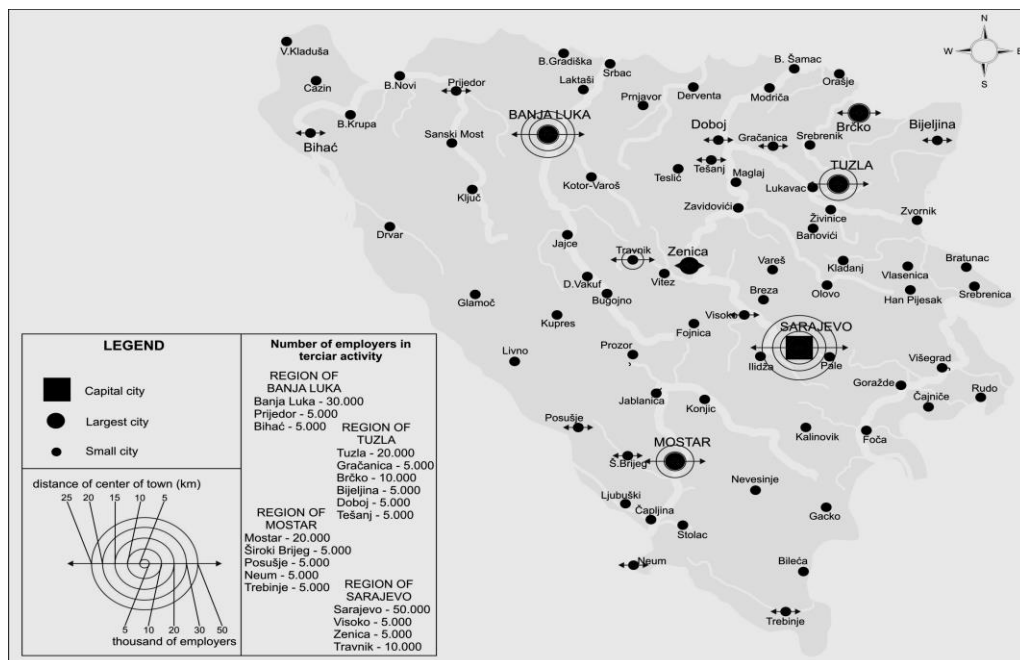 N
W
E
S
V.Kladuša
Cazin
B.Novi
Prijedor
B.Krupa
Bihać
Sanski Most
Ključ
Drvar
Glamoč
B.Gradiška
Srbac
Laktaši
Prnjavor
Derventa
BANJA LUKA
Kotor-Varoš
B. Šamac
Orašje
Modriča
Doboj
Gračanica
Srebrenik
Brčko
Bijeljina
Tešanj
Teslić
Maglaj
TUZLA
Lukavac
Zavidovići
Živinice
Banovići
Zvornik
Jajce
Travnik
Zenica
Vitez
D.Vakuf
Bugojno
Vareš
Kladanj
Vlasenica
Bratunac
Breza
Olovo
Han Pijesak
Srebrenica
Kupres
Fojnica
Visoko
SARAJEVO
Livno
Prozor
Ilidža
Pale
Višegrad
Goražde
Rudo
Čajniče
Jablanica
Konjic
Posušje
Kalinovik
Foča
MOSTAR
Š.Brijeg
Nevesinje
Ljubuški
Čapljina
Stolac
Gacko
Neum
Bileća
Trebinje
LEGEND
Capital city
Largest city
Small city
distance of center of town (km)
25 20 15 10 5
5 10 20 30 50
thousand of employers
Number of employers in
terciar activity
REGION OF
BANJA LUKA
Banja Luka - 30.000
Prijedor - 5.000
Bihać - 5.000
REGION OF
TUZLA
Tuzla - 20.000
Gračanica - 5.000
Brčko - 10.000
Bijeljina - 5.000
Doboj - 5.000
Tešanj - 5.000
REGION OF
MOSTAR
Mostar - 20.000
Široki Brijeg - 5.000
Posušje - 5.000
Neum - 5.000
Trebinje - 5.000
REGION OF
SARAJEVO
Sarajevo - 50.000
Visoko - 5.000
Zenica - 5.000
Travnik - 10.000